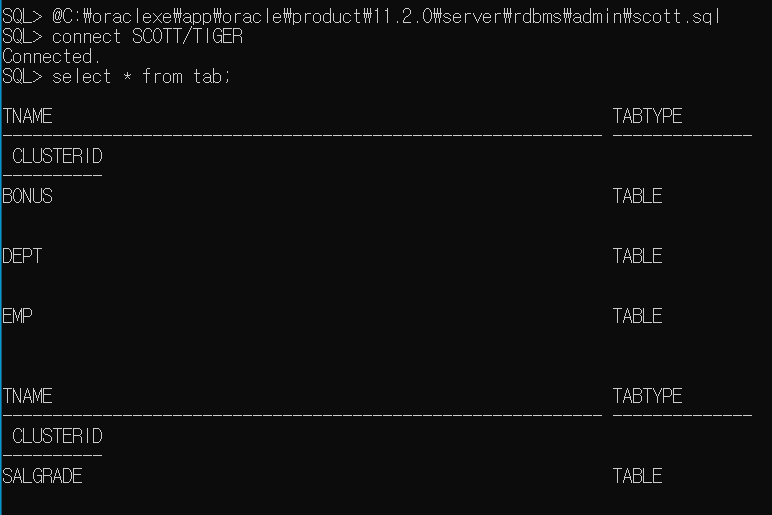 SQL> @C:₩oraclexe₩app₩oracle₩product₩11.2.0₩server₩rdbms₩admin₩scott.sql
SQL> connect SCOTT/TIGER
Connected.
SQL> select * from tab;
TNAME                                                        TABTYPE
------------------------------------------------------------ --------------
 CLUSTERID
----------
BONUS                                                        TABLE
DEPT                                                         TABLE
EMP                                                          TABLE
TNAME                                                        TABTYPE
------------------------------------------------------------ --------------
 CLUSTERID
----------
SALGRADE                                                     TABLE